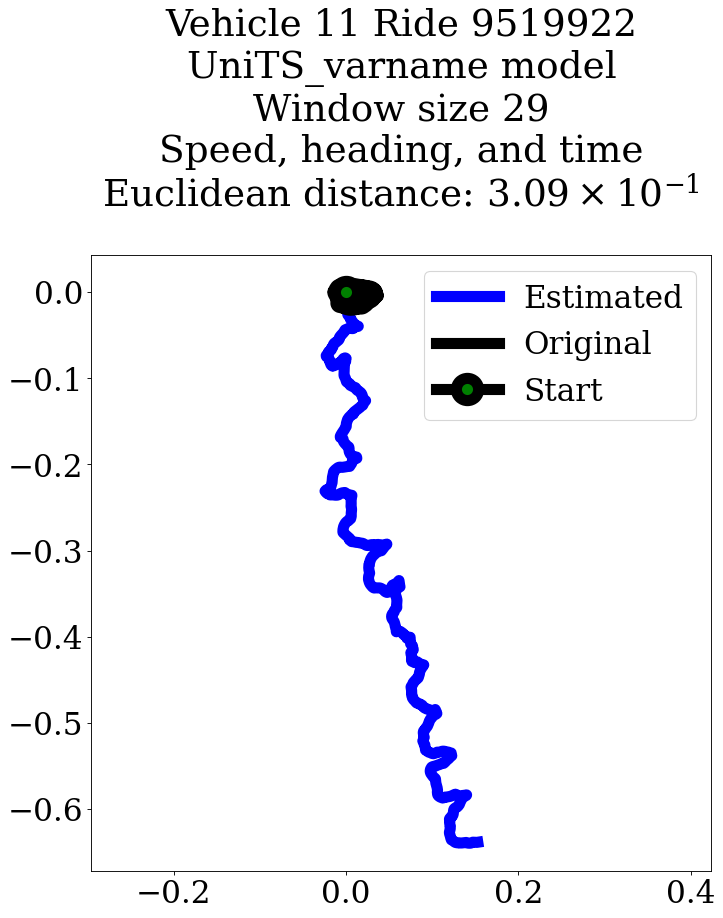 Vehicle 11 Ride 9519922
UniTS_varname model
Window size 29
Speed, heading, and time
Euclidean distance: 3.09 × 10⁻¹
Estimated
Original
Start
0.0
−0.1
−0.2
−0.3
−0.4
−0.5
−0.6
−0.2 0.0 0.2 0.4